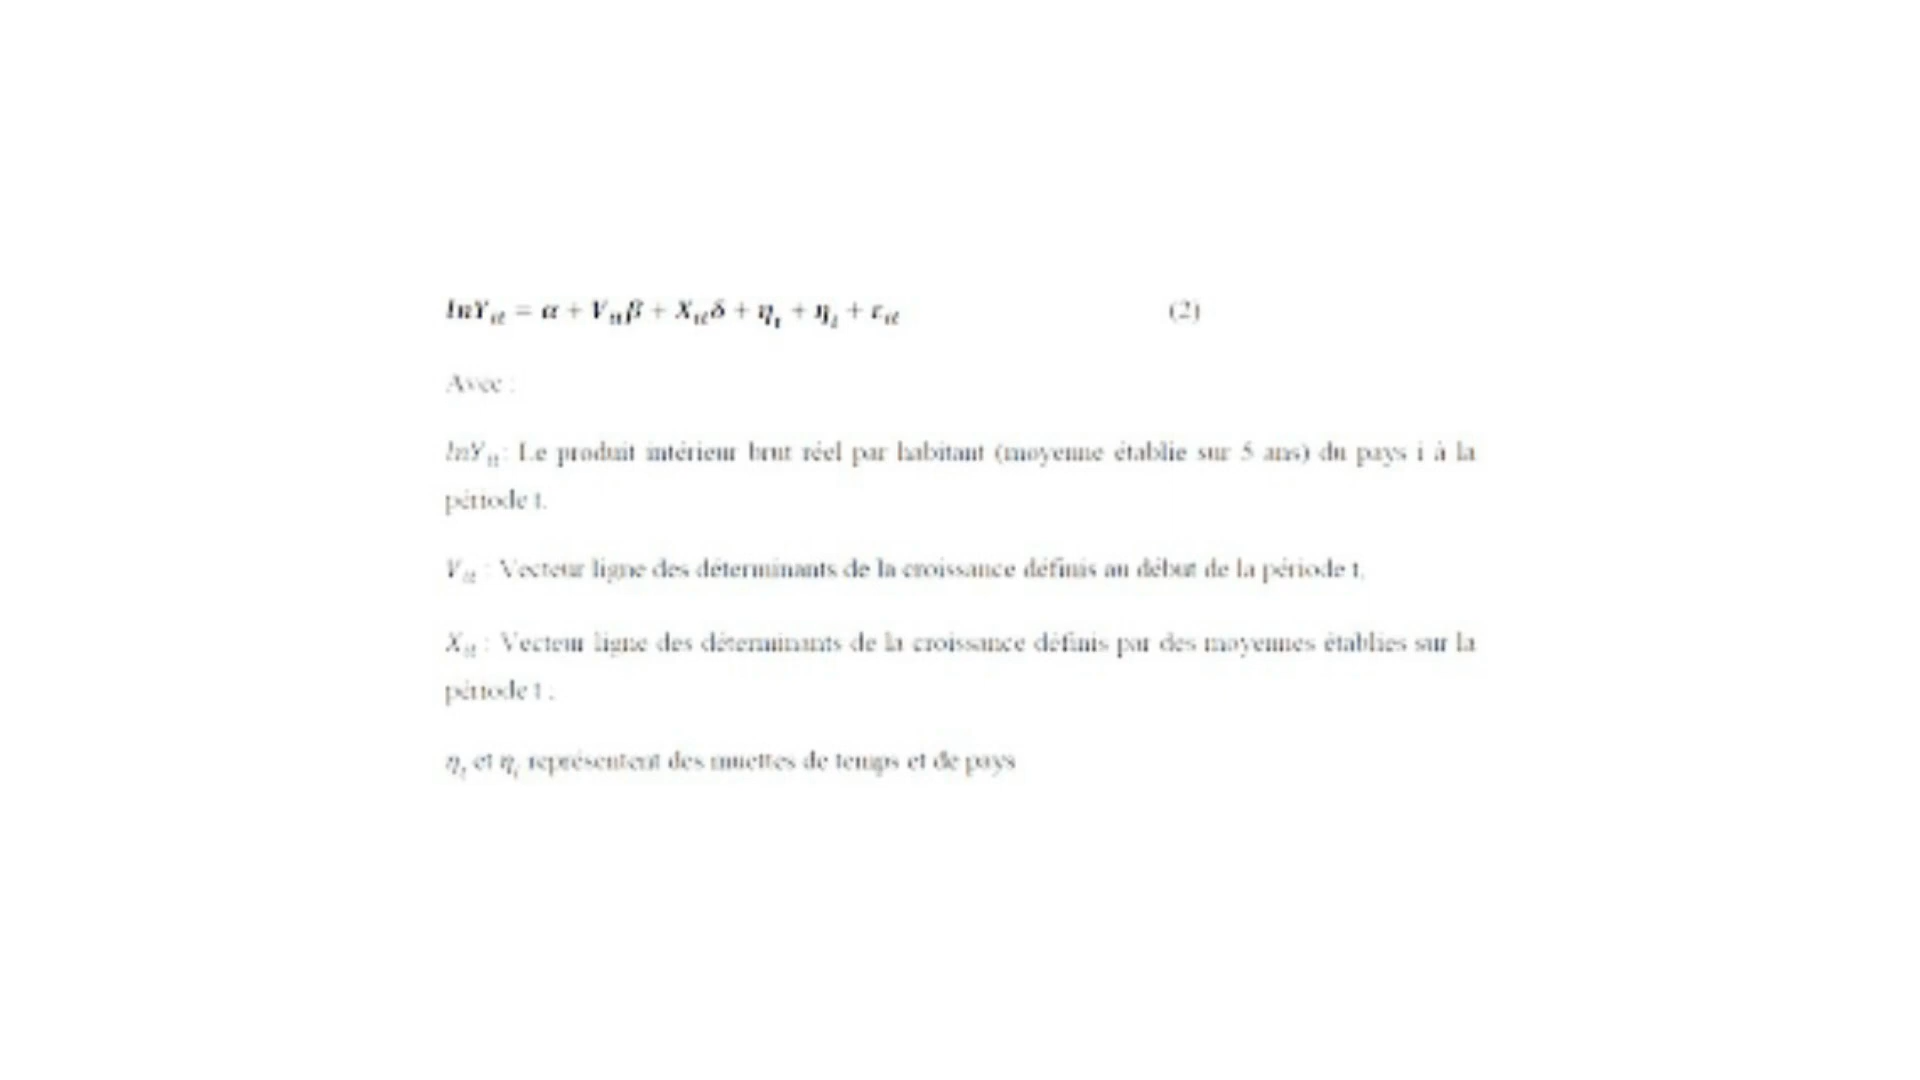 lnY_it = α + V_it β + X_it δ + η_t + η_i + ε_it (2)
Avec :
lnY_it : Le produit intérieur brut réel par habitant (moyenne établie sur 5 ans) du pays i à la
période t.
V_it : Vecteur ligne des déterminants de la croissance définis au début de la période t,
X_it : Vecteur ligne des déterminants de la croissance définis par des moyennes établies sur la
période t ;
η_t et η_i représentent des muettes de temps et de pays